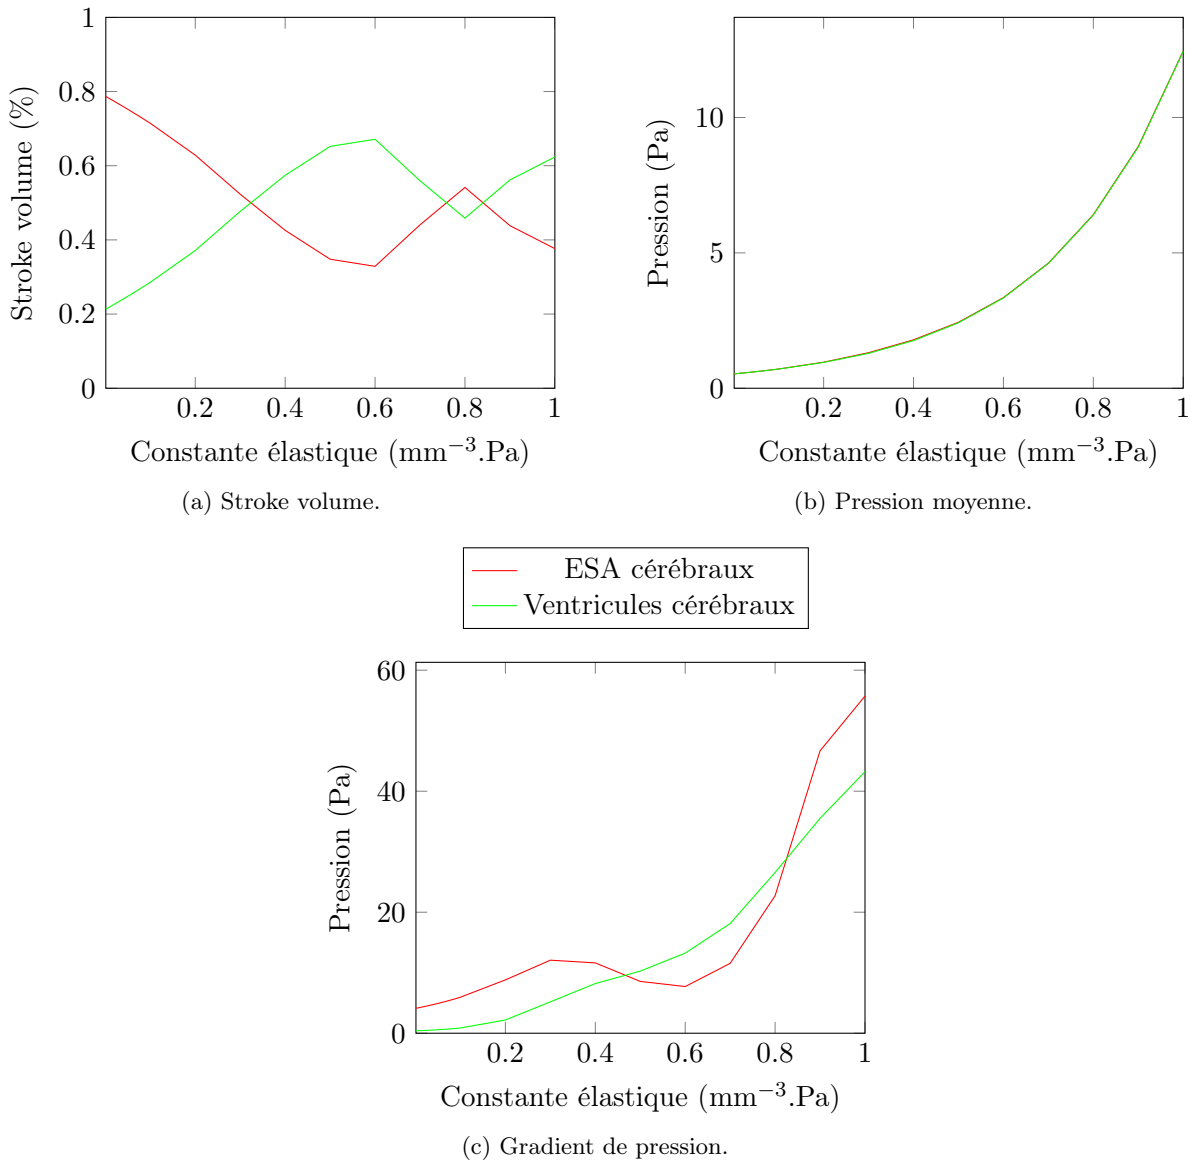 1
0.8
0.6
0.4
0.2
0
Stroke volume (%)
0.2 0.4 0.6 0.8 1
Constante élastique (mm⁻³.Pa)
(a) Stroke volume.
10
5
0
Pression (Pa)
0.2 0.4 0.6 0.8 1
Constante élastique (mm⁻³.Pa)
(b) Pression moyenne.
ESA cérébraux
Ventricules cérébraux
60
40
20
0
Pression (Pa)
0.2 0.4 0.6 0.8 1
Constante élastique (mm⁻³.Pa)
(c) Gradient de pression.